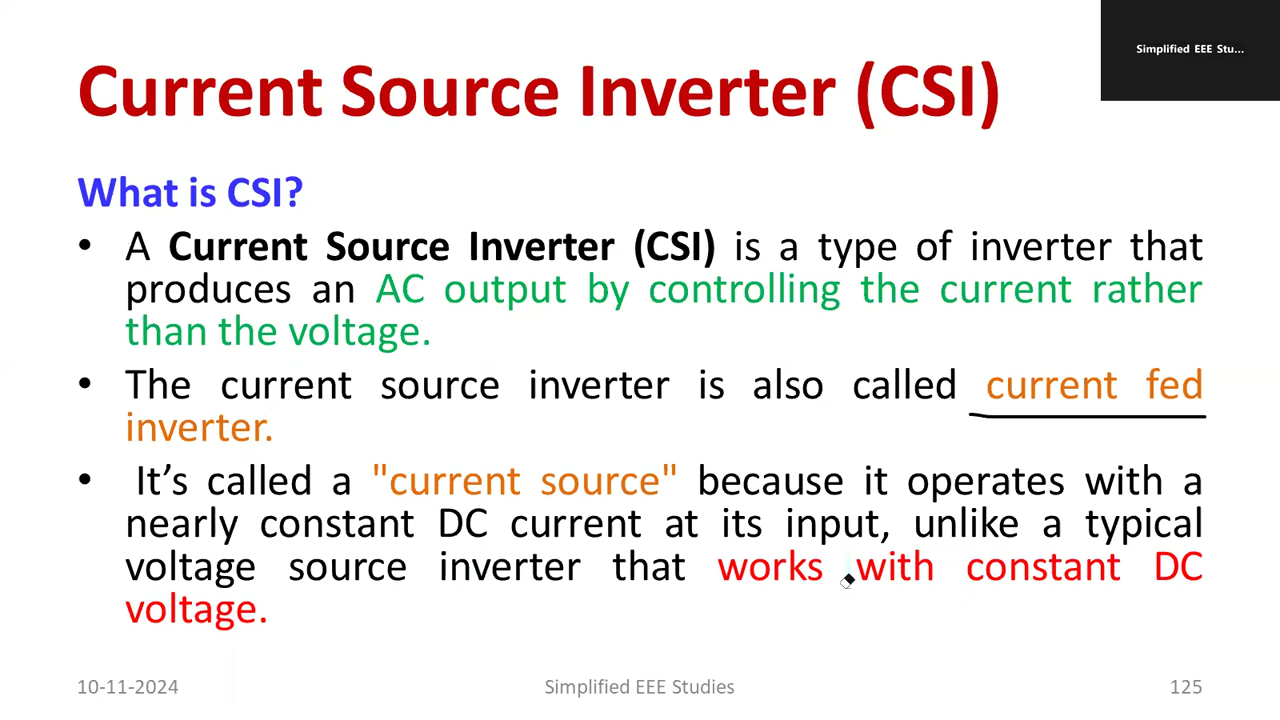 Simplified EEE Stu...
Current Source Inverter (CSI)
What is CSI?
• A Current Source Inverter (CSI) is a type of inverter that
produces an AC output by controlling the current rather
than the voltage.
• The current source inverter is also called current fed
inverter.
• It’s called a "current source" because it operates with a
nearly constant DC current at its input, unlike a typical
voltage source inverter that works with constant DC
voltage.
10-11-2024 Simplified EEE Studies 125